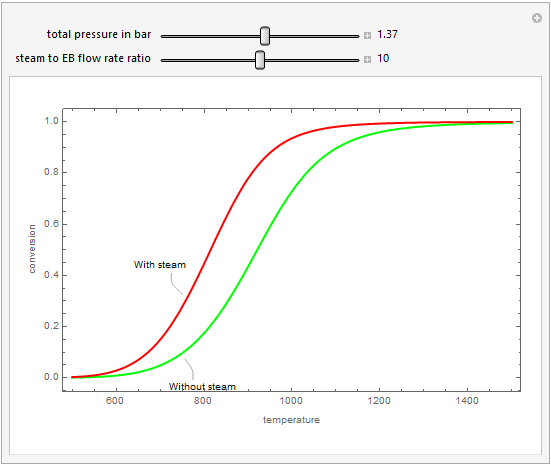 total pressure in bar 1.37
steam to EB flow rate ratio 10
1.0
0.8
0.6
0.4
0.2
0.0
conversion
With steam
Without steam
600 800 1000 1200 1400
temperature